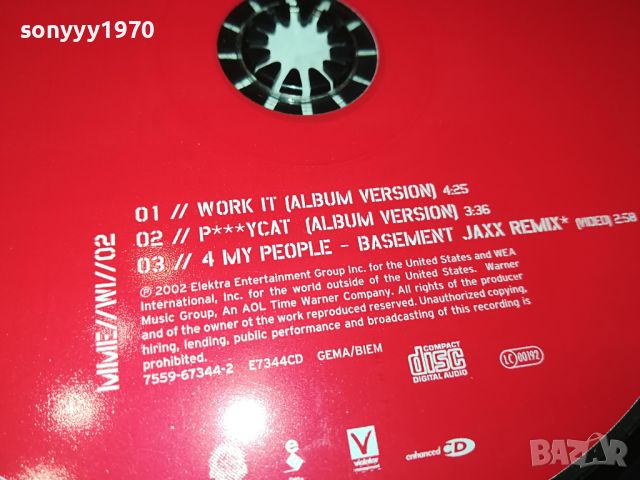 sonyyy1970
MME//WI//02
01 // WORK IT (ALBUM VERSION) 4:25
02 // P***YCAT (ALBUM VERSION) 3:36
03 // 4 MY PEOPLE - BASEMENT JAXX REMIX* (VIDEO) 2:58
℗ 2002 Elektra Entertainment Group Inc. for the United States and WEA
International, Inc. for the world outside of the United States. Warner
Music Group, An AOL Time Warner Company. All rights of the producer
and of the owner ot the work reproduced reserved. Unauthorized copying,
hiring, lending, public performance and broadcasting of this recording is
prohibited.
7559-67344-2 E7344CD GEMA/BIEM
COMPACT
disc
DIGITAL AUDIO
LC 00192
V
violator
e
enhanced CD
BAZAR
bg